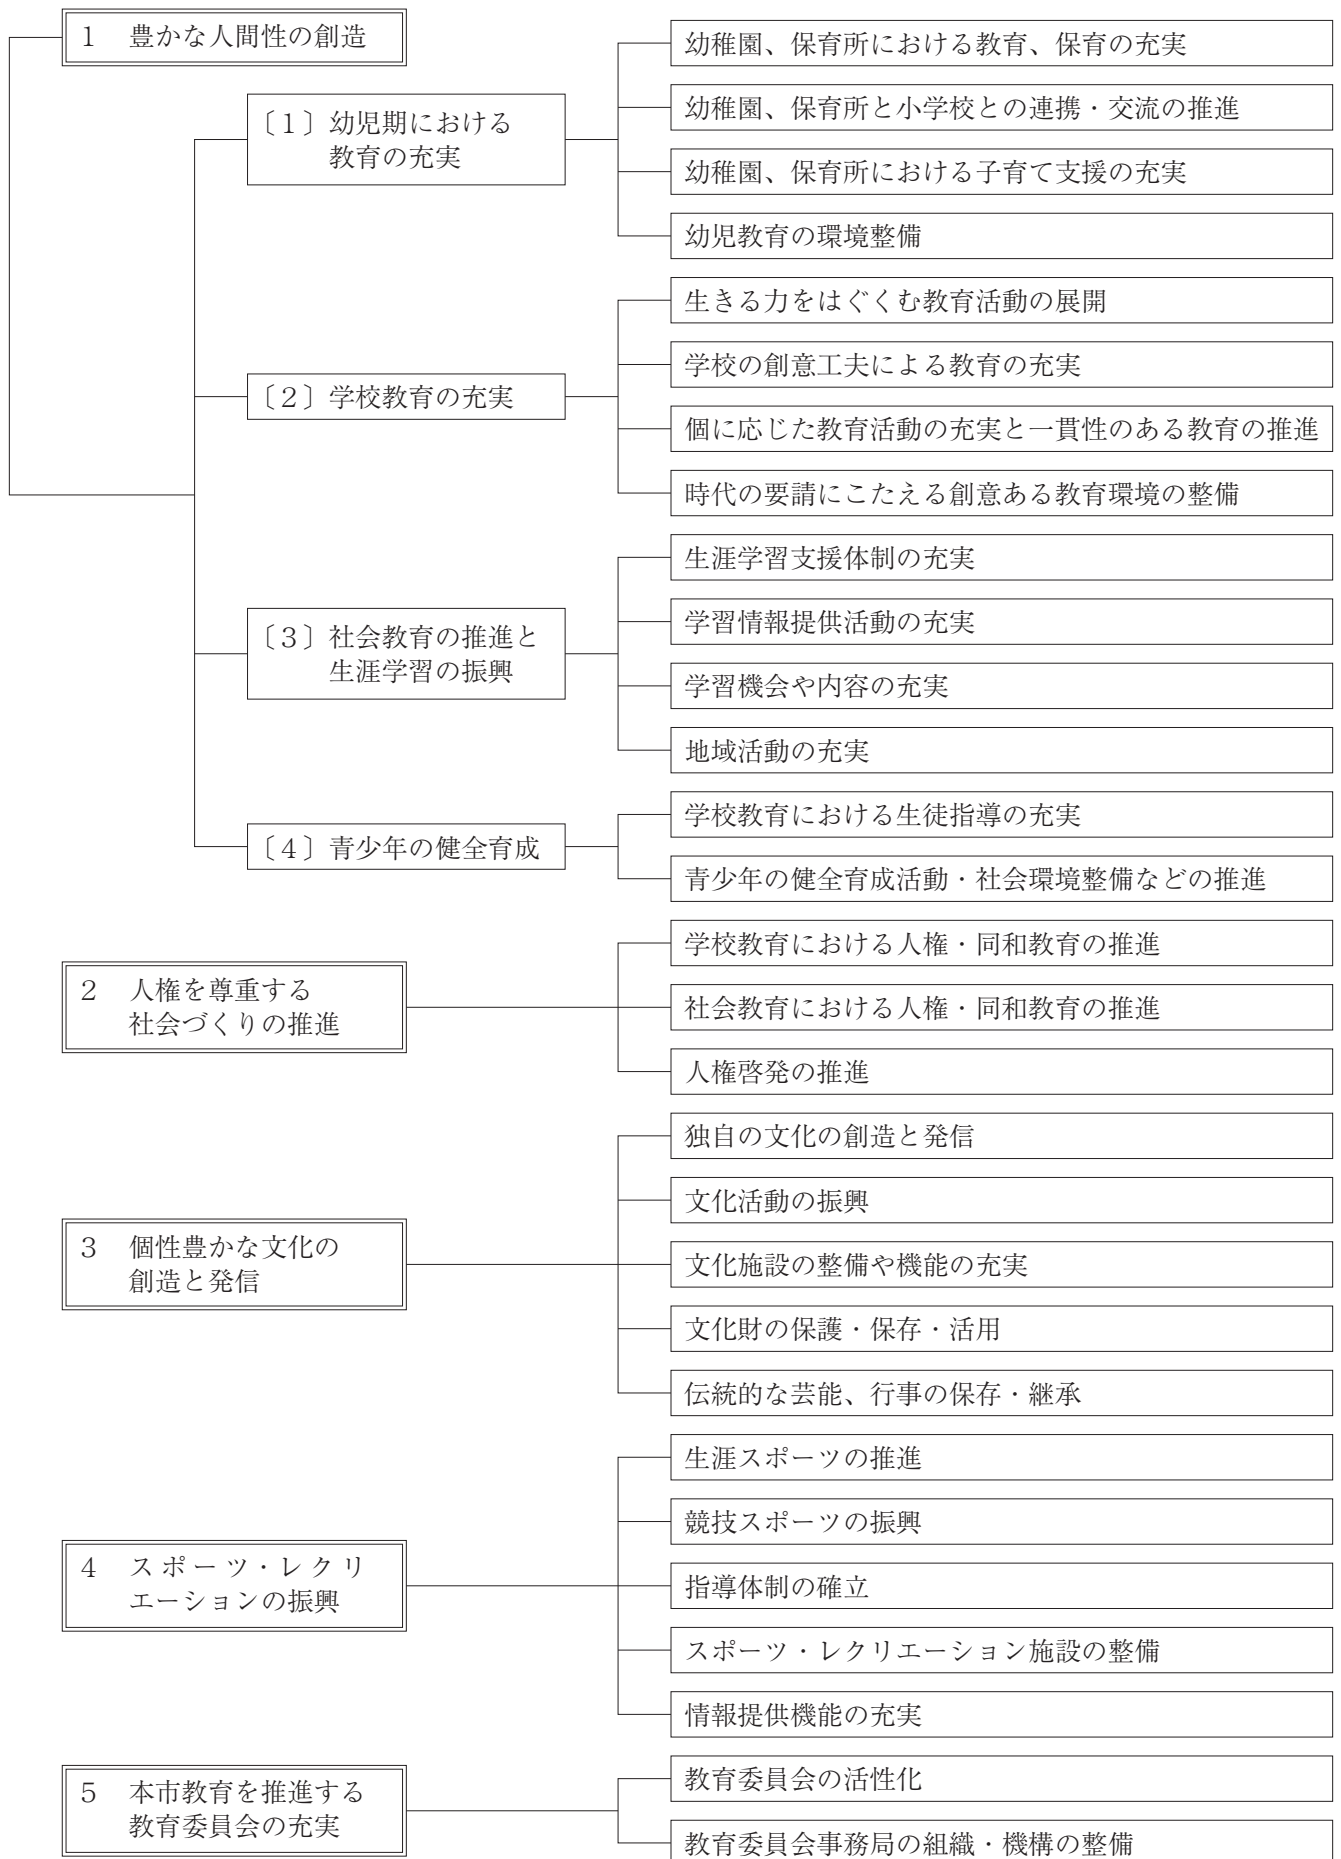 1　豊かな人間性の創造
〔１〕幼児期における
教育の充実
幼稚園、保育所における教育、保育の充実
幼稚園、保育所と小学校との連携・交流の推進
幼稚園、保育所における子育て支援の充実
幼児教育の環境整備
〔２〕学校教育の充実
生きる力をはぐくむ教育活動の展開
学校の創意工夫による教育の充実
個に応じた教育活動の充実と一貫性のある教育の推進
時代の要請にこたえる創意ある教育環境の整備
〔３〕社会教育の推進と
生涯学習の振興
生涯学習支援体制の充実
学習情報提供活動の充実
学習機会や内容の充実
地域活動の充実
〔４〕青少年の健全育成
学校教育における生徒指導の充実
青少年の健全育成活動・社会環境整備などの推進
2　人権を尊重する
社会づくりの推進
学校教育における人権・同和教育の推進
社会教育における人権・同和教育の推進
人権啓発の推進
3　個性豊かな文化の
創造と発信
独自の文化の創造と発信
文化活動の振興
文化施設の整備や機能の充実
文化財の保護・保存・活用
伝統的な芸能、行事の保存・継承
4　スポーツ・レクリ
エーションの振興
生涯スポーツの推進
競技スポーツの振興
指導体制の確立
スポーツ・レクリエーション施設の整備
情報提供機能の充実
5　本市教育を推進する
教育委員会の充実
教育委員会の活性化
教育委員会事務局の組織・機構の整備